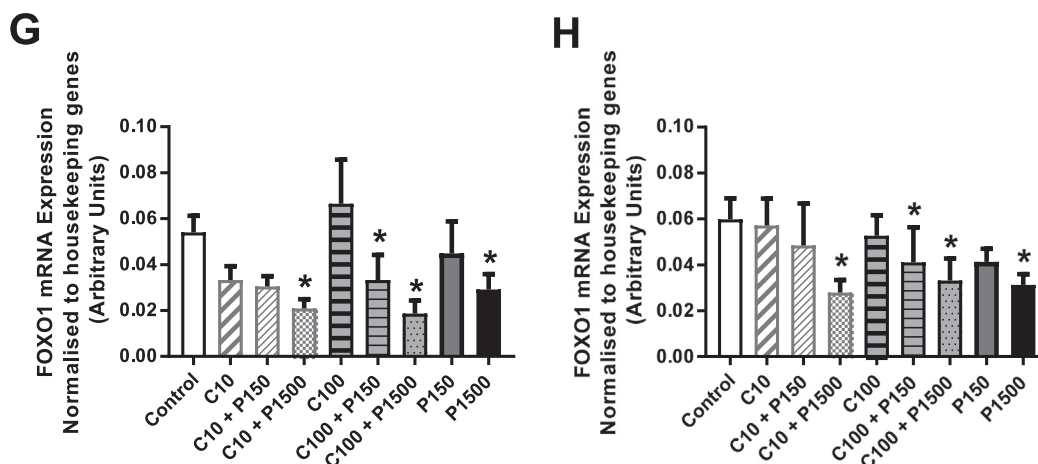 G
FOXO1 mRNA Expression
Normalised to housekeeping genes
(Arbitrary Units)
0.10
0.08
0.06
0.04
0.02
0.00
*
*
*
*
Control
C10
C10 + P150
C10 + P1500
C100
C100 + P150
C100 + P1500
P150
P1500
H
FOXO1 mRNA Expression
Normalised to housekeeping genes
(Arbitrary Units)
0.10
0.08
0.06
0.04
0.02
0.00
*
*
*
*
Control
C10
C10 + P150
C10 + P1500
C100
C100 + P150
C100 + P1500
P150
P1500